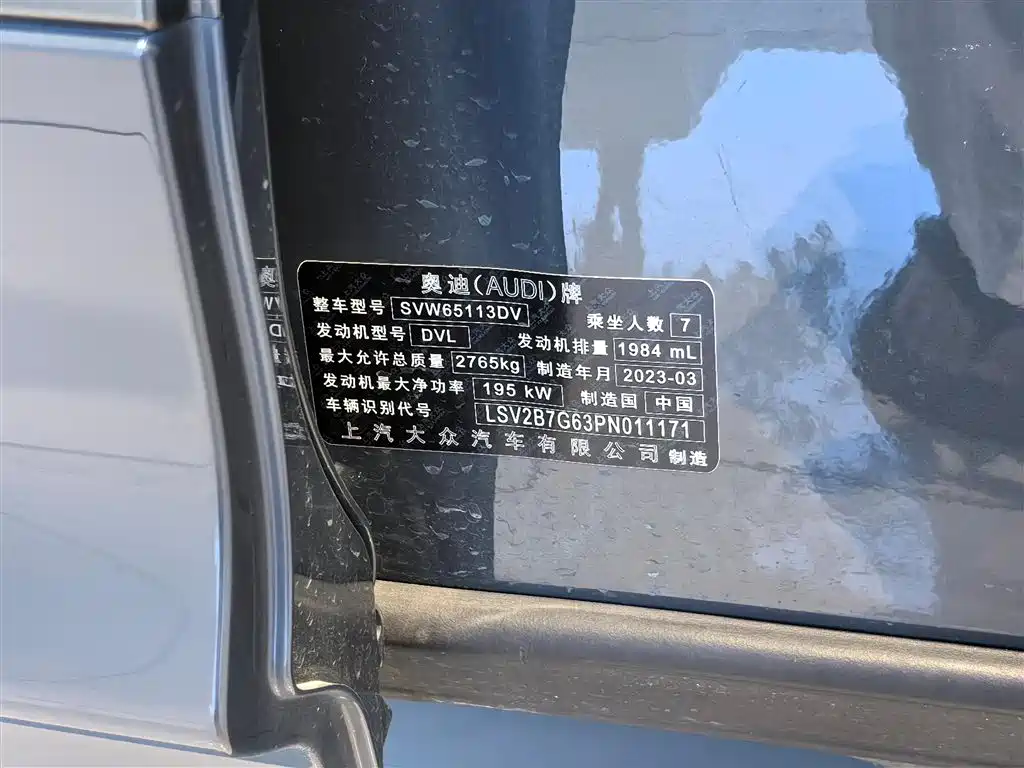 奥迪(AUDI)牌
整车型号 SVW65113DV 乘坐人数 7
发动机型号 DVL 发动机排量 1984 mL
最大允许总质量 2765kg 制造年月 2023-03
发动机最大净功率 195 kW 制造国 中国
车辆识别代号 LSV2B7G63PN011171
上汽大众汽车有限公司 制造